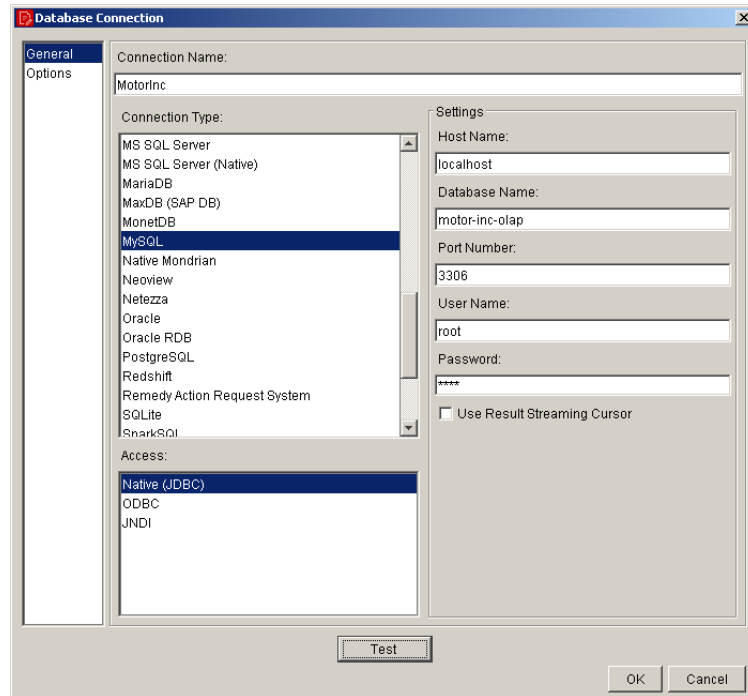 Database Connection
General
Options
Connection Name:
MotorInc
Connection Type:
MS SQL Server
MS SQL Server (Native)
MariaDB
MaxDB (SAP DB)
MonetDB
MySQL
Native Mondrian
Neoview
Netezza
Oracle
Oracle RDB
PostgreSQL
Redshift
Remedy Action Request System
SQLite
SparkSQL
Access:
Native (JDBC)
ODBC
JNDI
Settings
Host Name:
localhost
Database Name:
motor-inc-olap
Port Number:
3306
User Name:
root
Password:
****
Use Result Streaming Cursor
Test
OK
Cancel